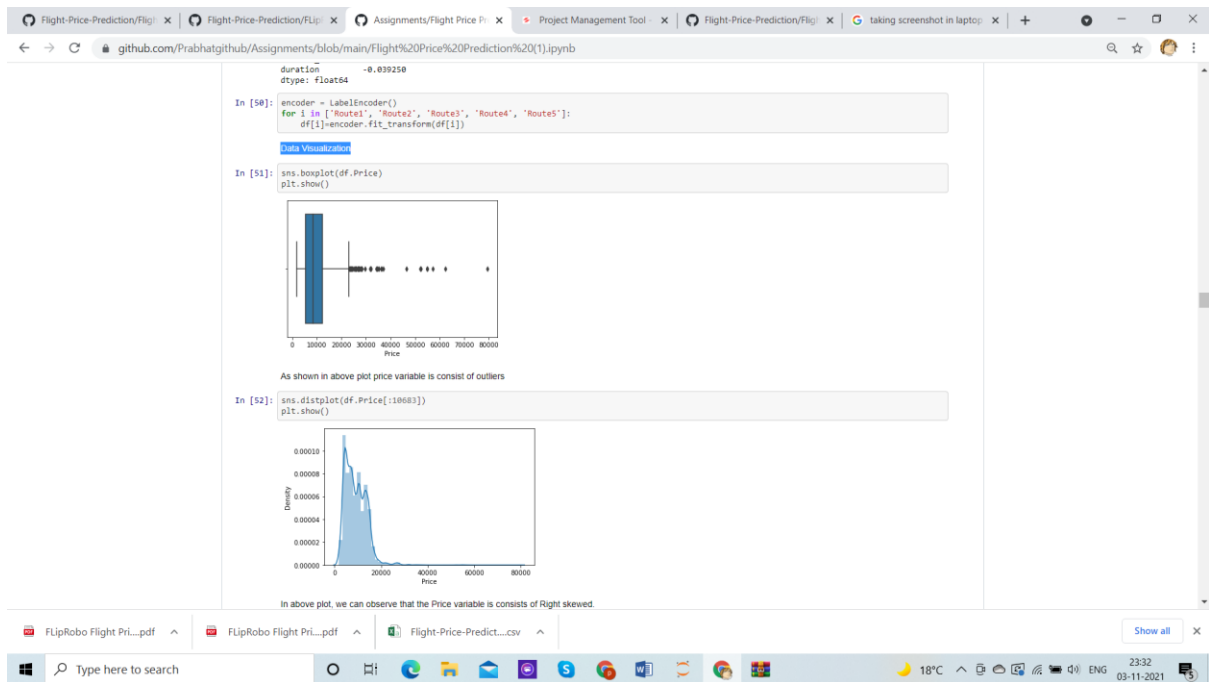 Flight-Price-Prediction/Fligh
Flight-Price-Prediction/FLip
Assignments/Flight Price Pr
Project Management Tool -
Flight-Price-Prediction/Fligh
taking screenshot in laptop
github.com/Prabhatgithub/Assignments/blob/main/Flight%20Price%20Prediction%20(1).ipynb
duration -0.039250
dtype: float64
In [50]: encoder = LabelEncoder()
for i in ['Route1', 'Route2', 'Route3', 'Route4', 'Route5']:
df[i]=encoder.fit_transform(df[i])
Data Visualization
In [51]: sns.boxplot(df.Price)
plt.show()
0 10000 20000 30000 40000 50000 60000 70000 80000
Price
As shown in above plot price variable is consist of outliers
In [52]: sns.distplot(df.Price[:10683])
plt.show()
0.00010
0.00008
0.00006
0.00004
0.00002
0.00000
Density
0 20000 40000 60000 80000
Price
In above plot, we can observe that the Price variable is consists of Right skewed.
FLipRobo Flight Pri....pdf
FLipRobo Flight Pri....pdf
Flight-Price-Predict....csv
Show all
Type here to search
18°C
ENG
23:32
03-11-2021
5